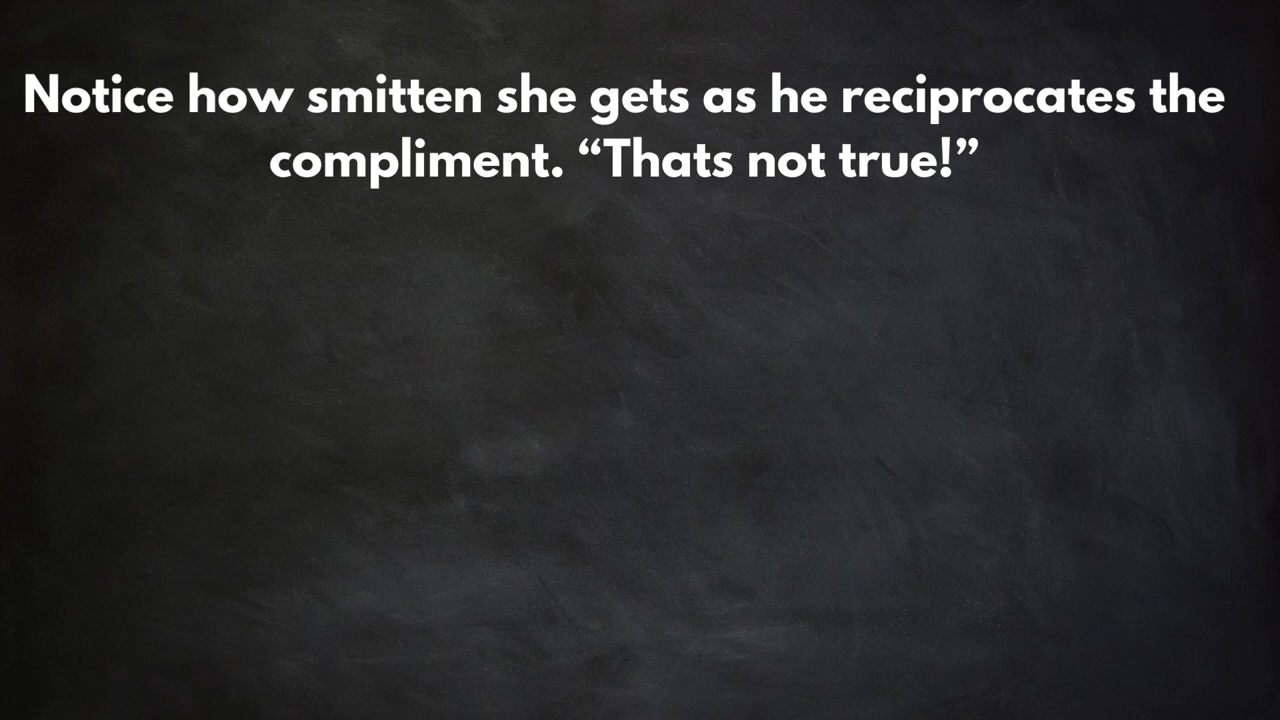 Notice how smitten she gets as he reciprocates the
compliment. “Thats not true!”